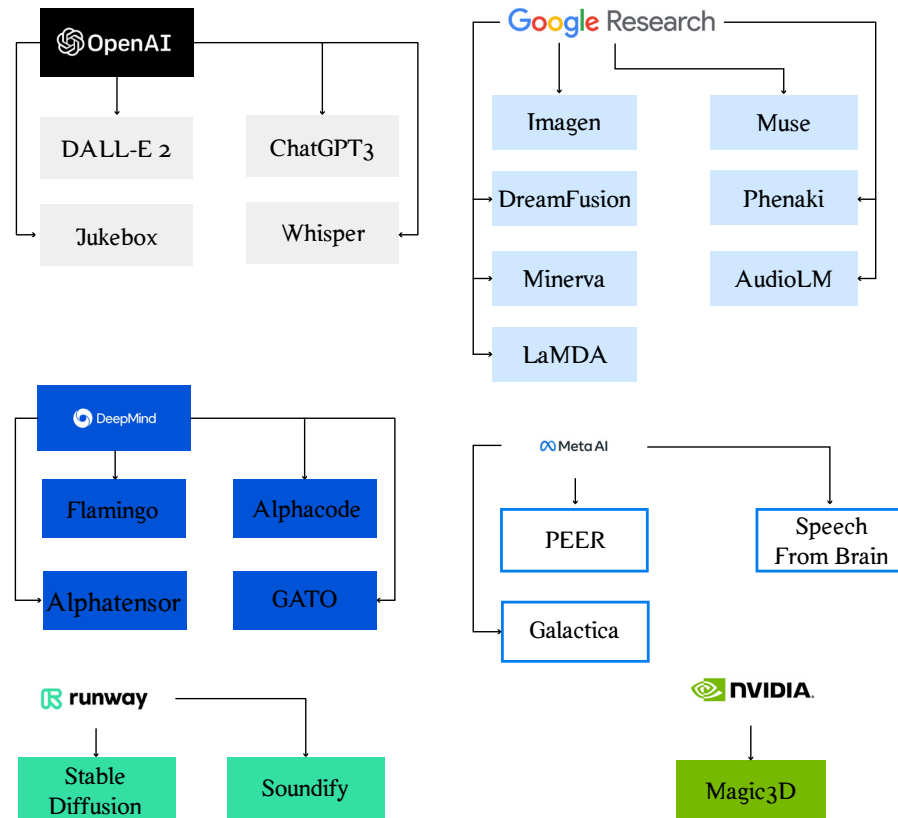 OpenAI
DALL-E 2
ChatGPT3
Jukebox
Whisper
Google Research
Imagen
Muse
DreamFusion
Phenaki
Minerva
AudioLM
LaMDA
DeepMind
Flamingo
Alphacode
Alphatensor
GATO
Meta AI
PEER
Speech
From Brain
Galactica
runway
Stable
Diffusion
Soundify
NVIDIA.
Magic3D